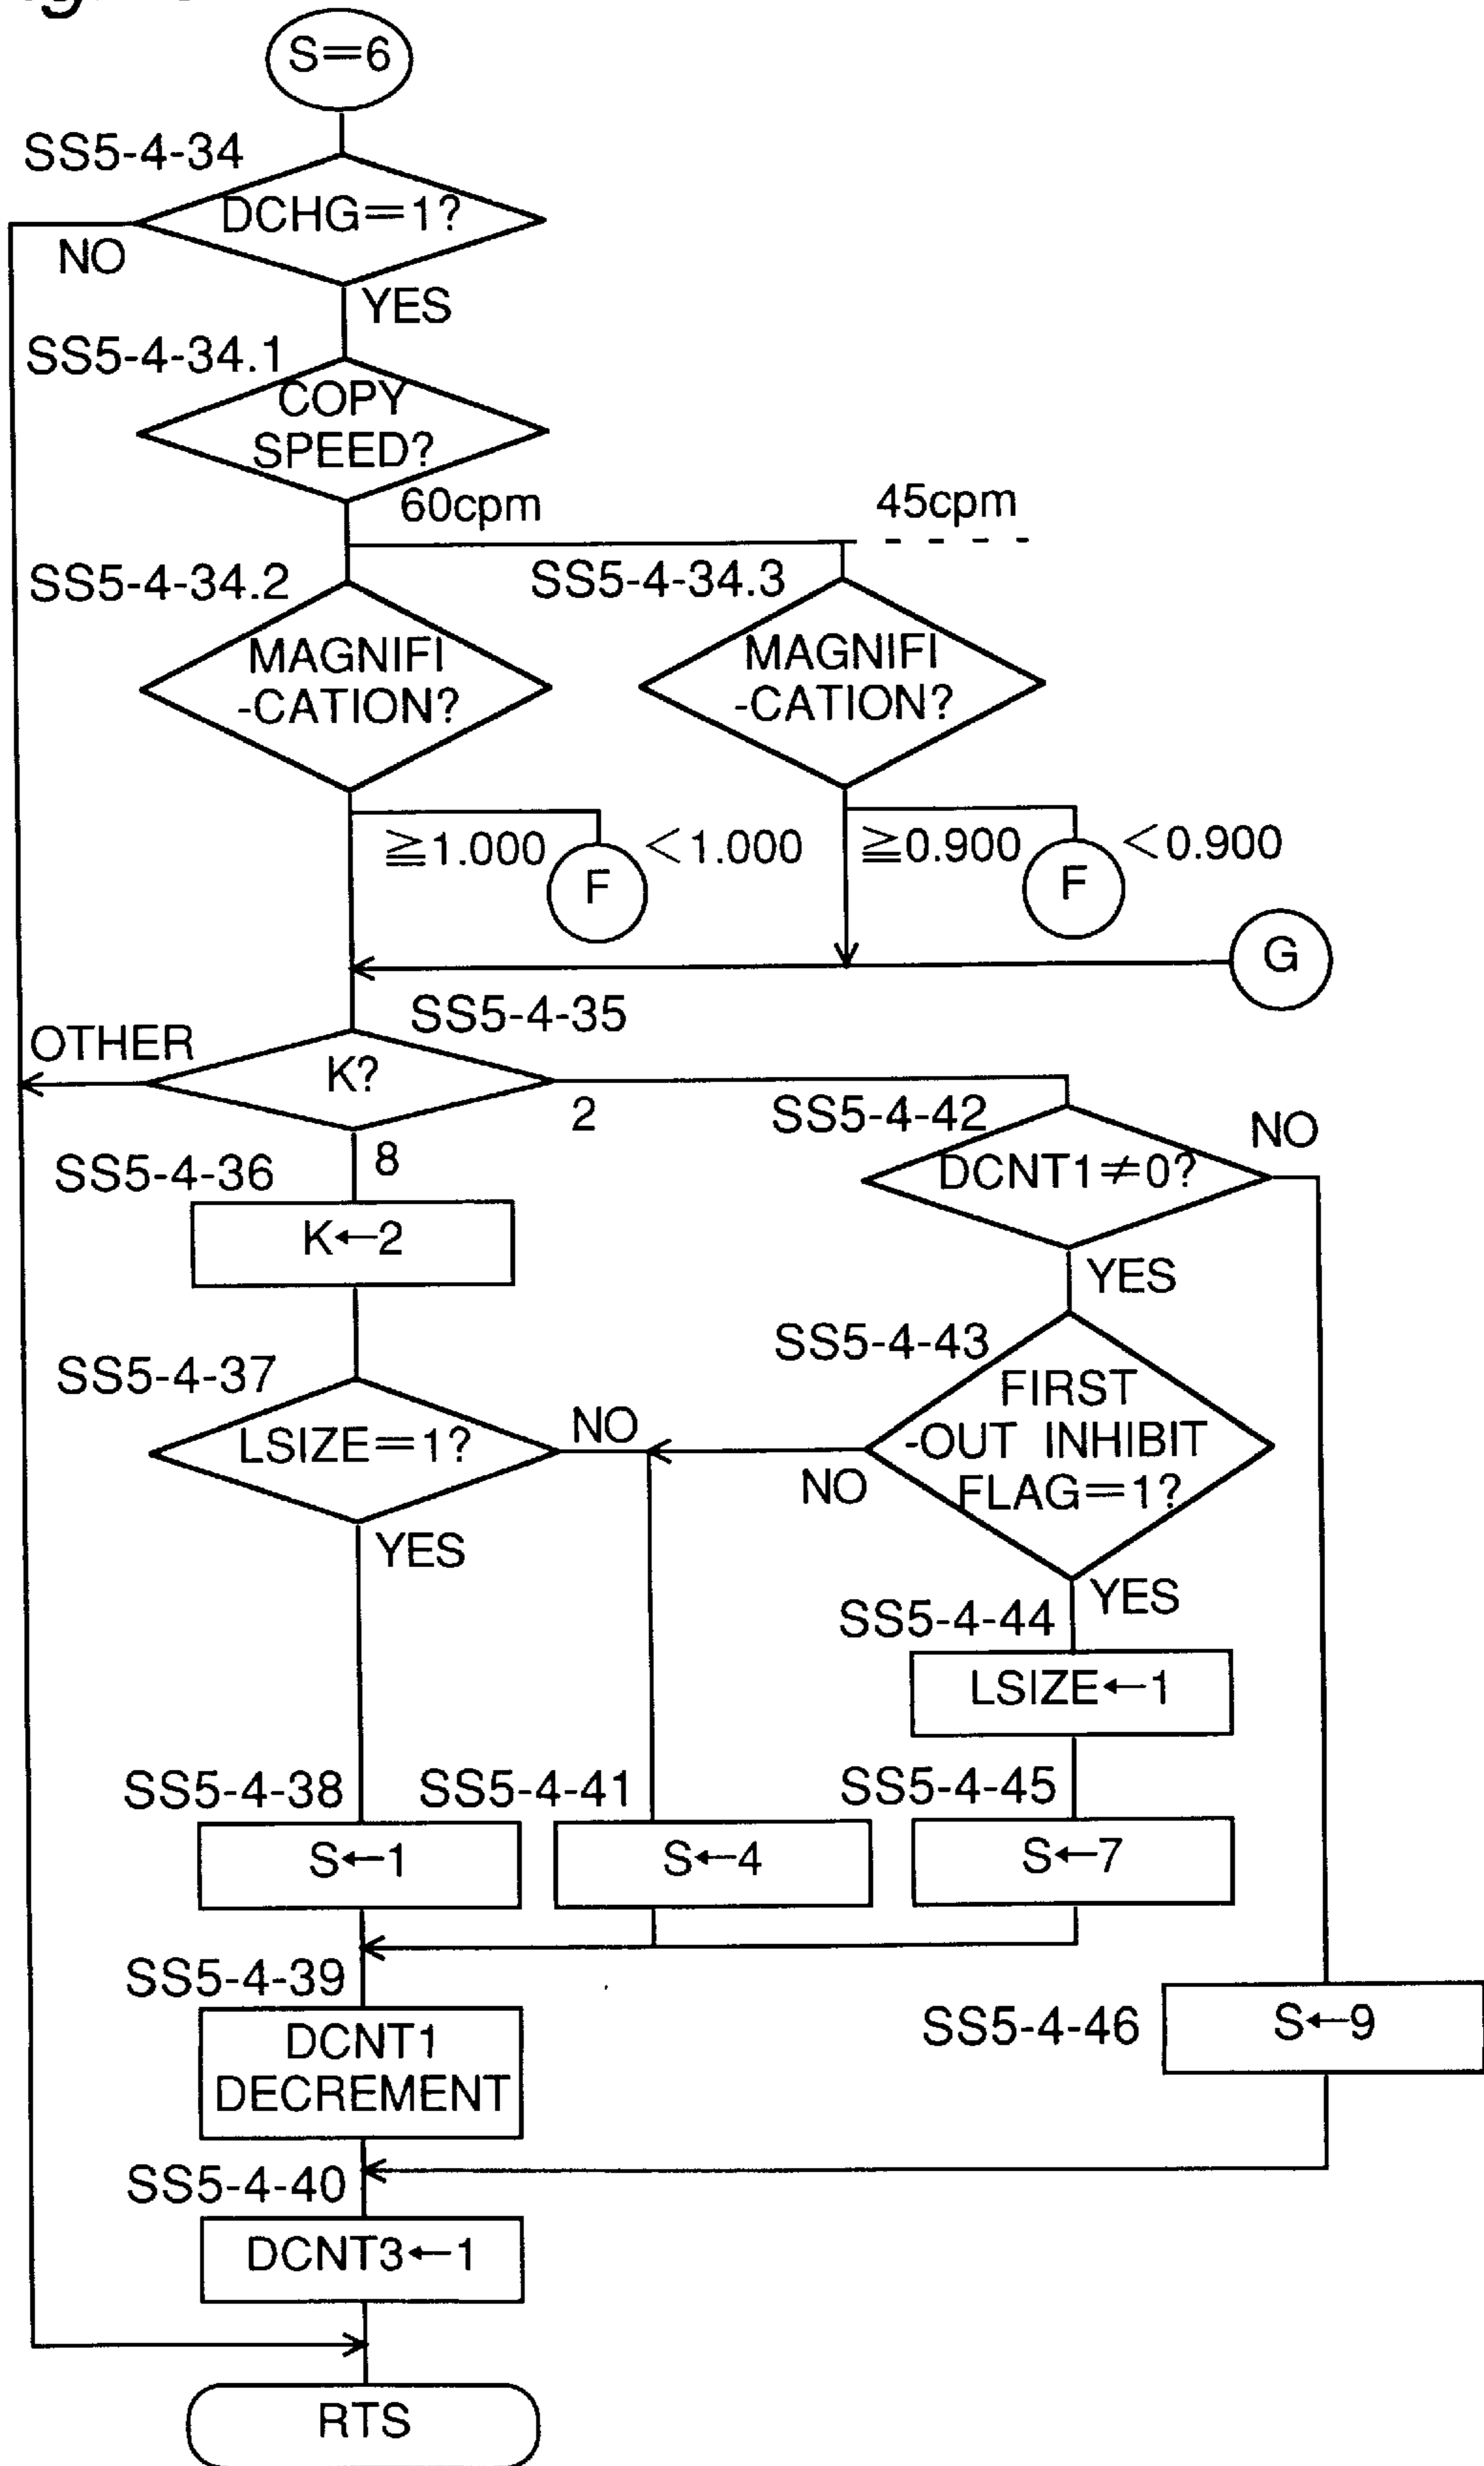 S=6
SS5-4-34
DCHG=1?
NO
YES
SS5-4-34.1
COPY
SPEED?
60cpm
45cpm
SS5-4-34.2
SS5-4-34.3
MAGNIFI
-CATION?
MAGNIFI
-CATION?
≧1.000
F
<1.000
≧0.900
F
<0.900
G
SS5-4-35
OTHER
K?
2
8
SS5-4-42
NO
DCNT1≠0?
YES
SS5-4-36
K←2
SS5-4-43
FIRST
-OUT INHIBIT
FLAG=1?
NO
YES
SS5-4-37
LSIZE=1?
NO
YES
SS5-4-44
LSIZE←1
SS5-4-38
SS5-4-41
SS5-4-45
S←1
S←4
S←7
SS5-4-39
DCNT1
DECREMENT
SS5-4-46
S←9
SS5-4-40
DCNT3←1
RTS